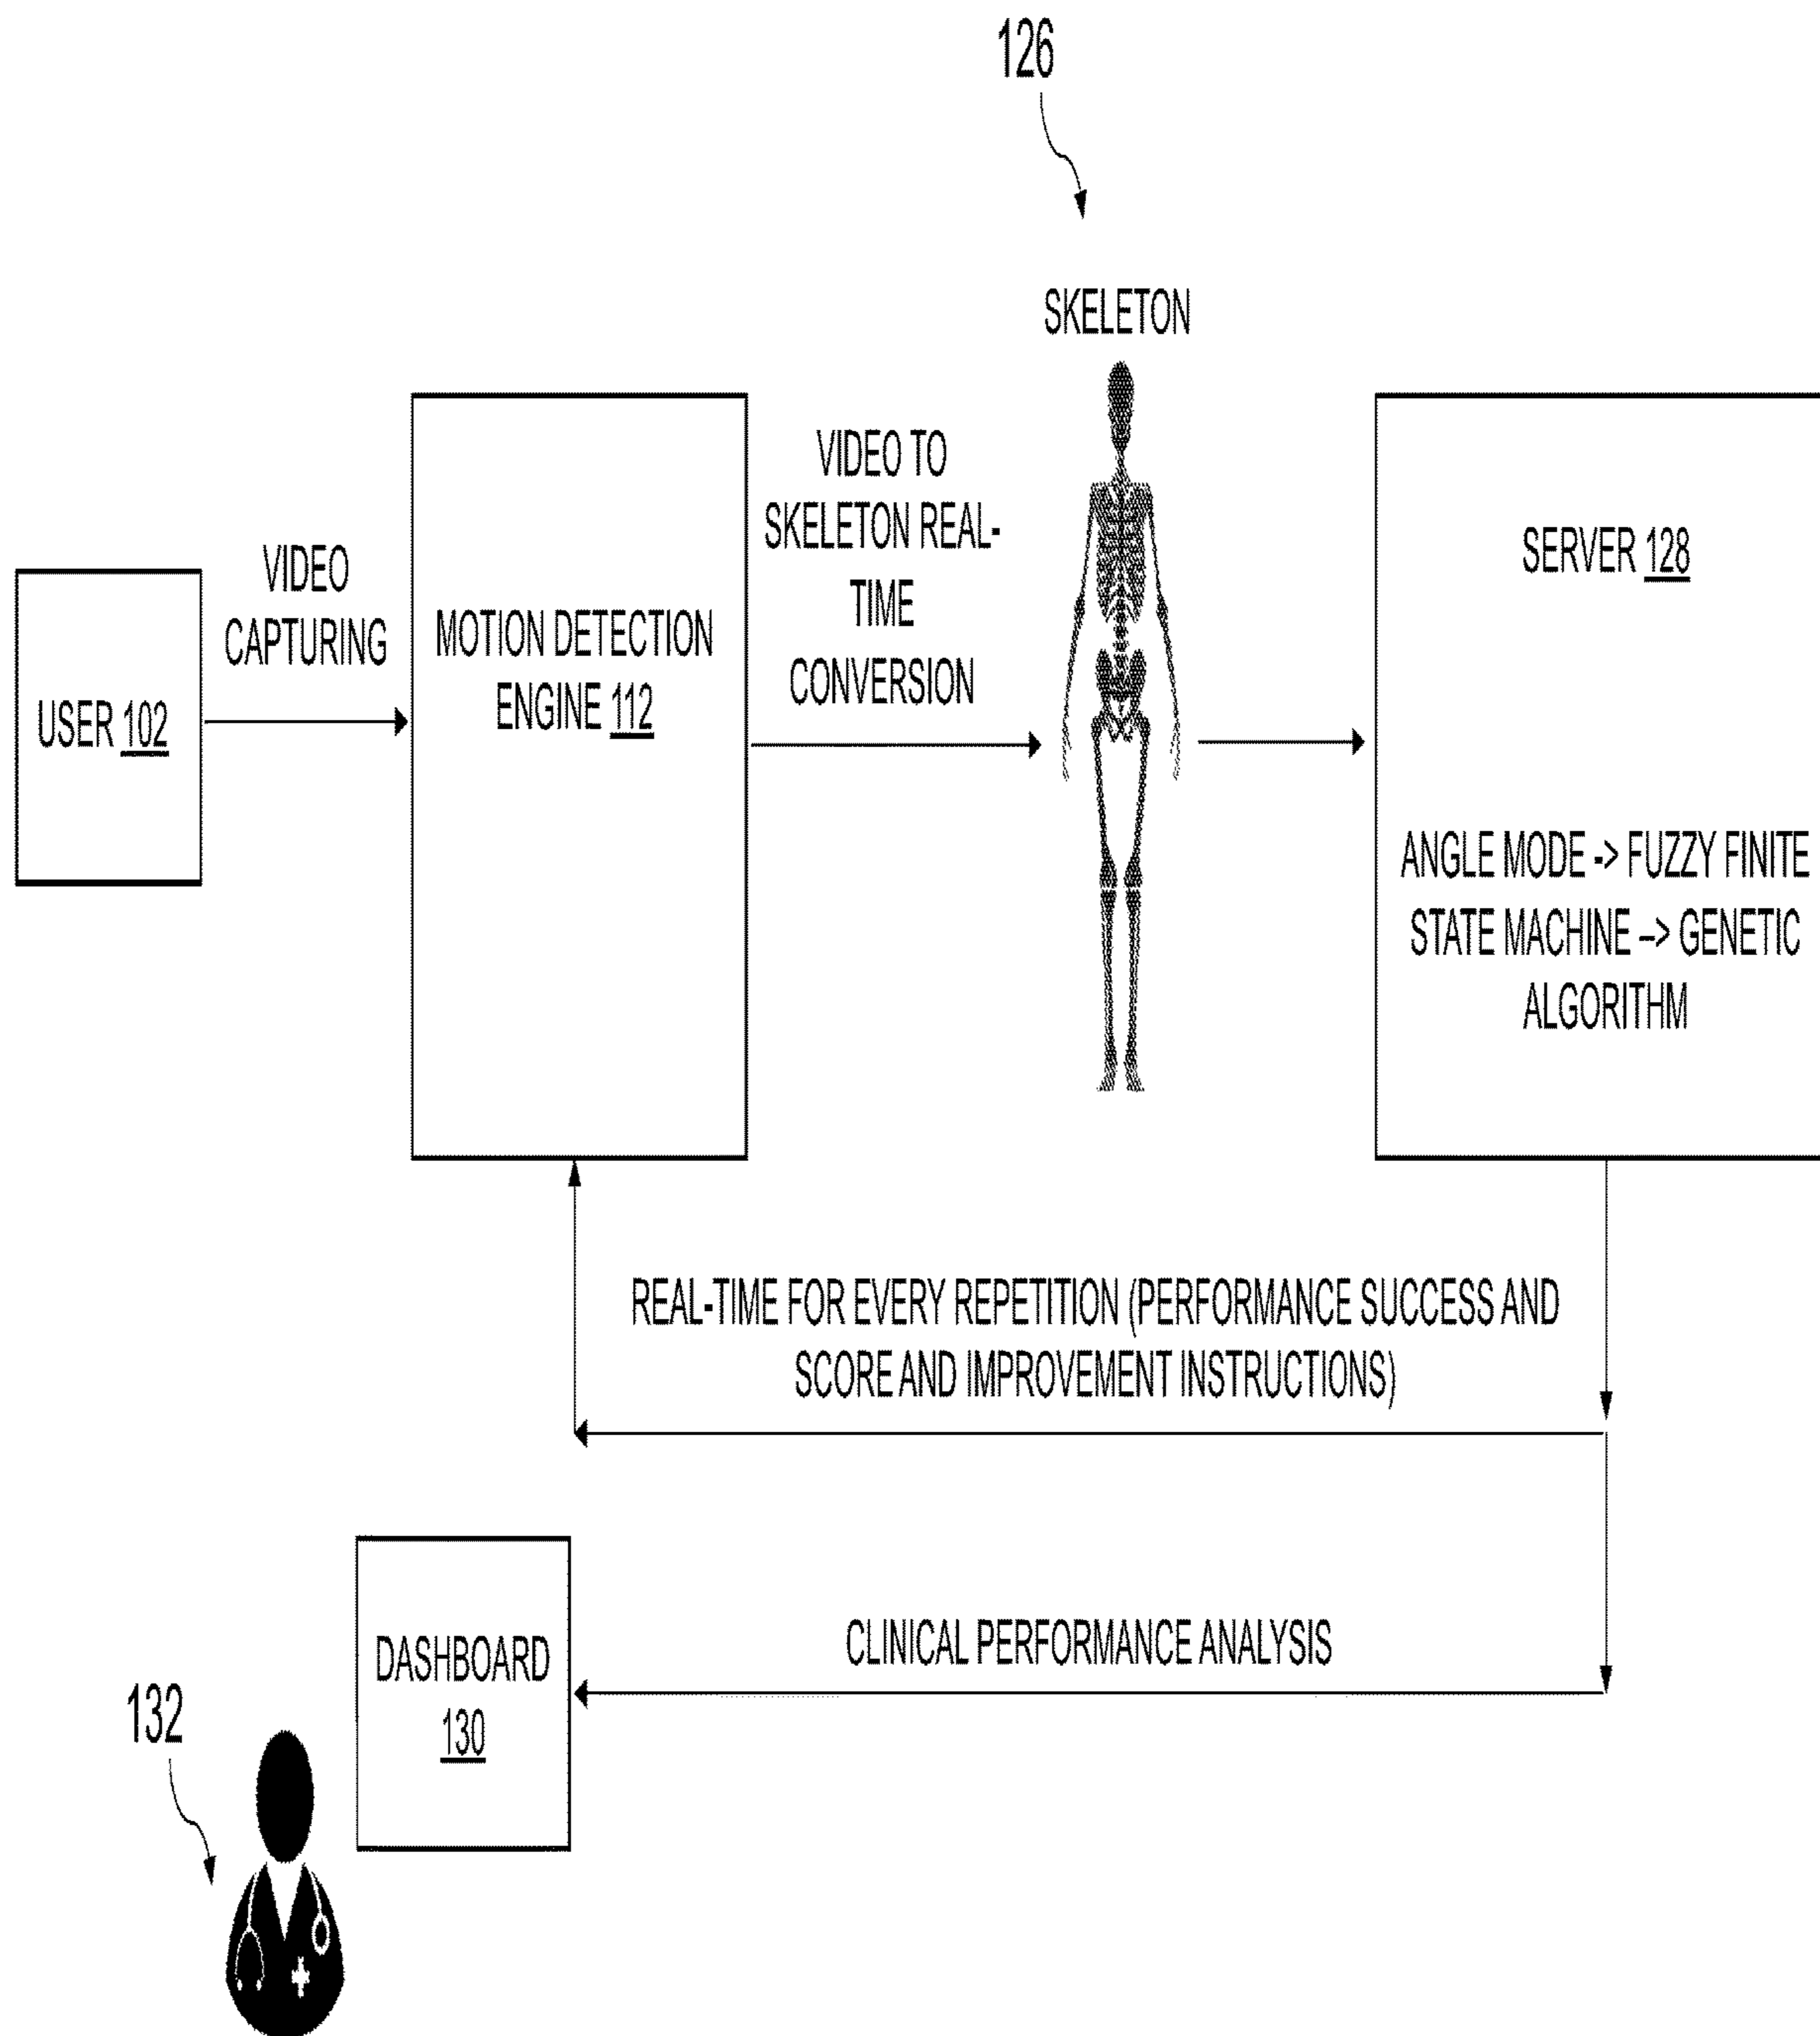 126
SKELETON
VIDEO TO
SKELETON REAL-
TIME
CONVERSION
VIDEO
CAPTURING
USER 102
MOTION DETECTION
ENGINE 112
SERVER 128
ANGLE MODE -> FUZZY FINITE
STATE MACHINE –> GENETIC
ALGORITHM
REAL-TIME FOR EVERY REPETITION (PERFORMANCE SUCCESS AND
SCORE AND IMPROVEMENT INSTRUCTIONS)
CLINICAL PERFORMANCE ANALYSIS
DASHBOARD
130
132